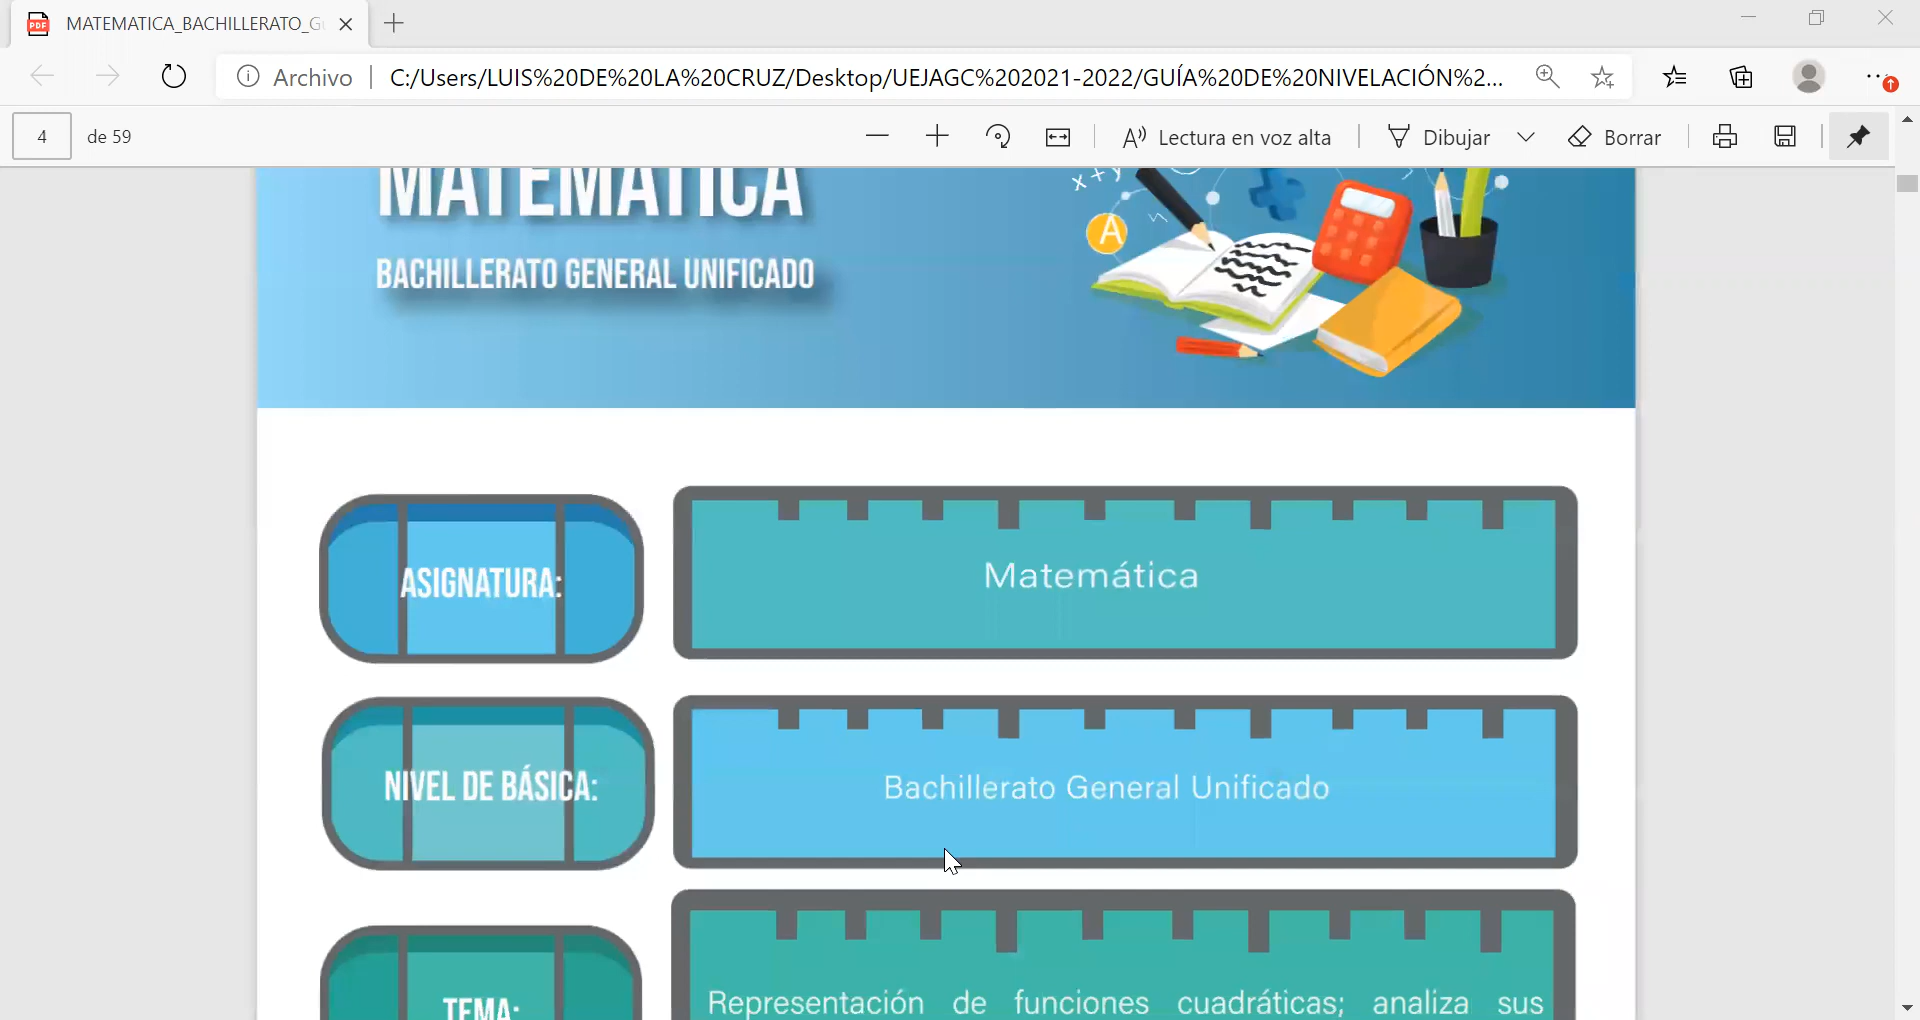 MATEMATICA_BACHILLERATO_G
Archivo
C:/Users/LUIS%20DE%20LA%20CRUZ/Desktop/UEJAGC%202021-2022/GUÍA%20DE%20NIVELACIÓN%2...
4 de 59
Lectura en voz alta
Dibujar
Borrar
MATEMATICA
BACHILLERATO GENERAL UNIFICADO
x+y
A
ASIGNATURA:
Matemática
NIVEL DE BÁSICA:
Bachillerato General Unificado
TEMA:
Representación de funciones cuadráticas; analiza sus